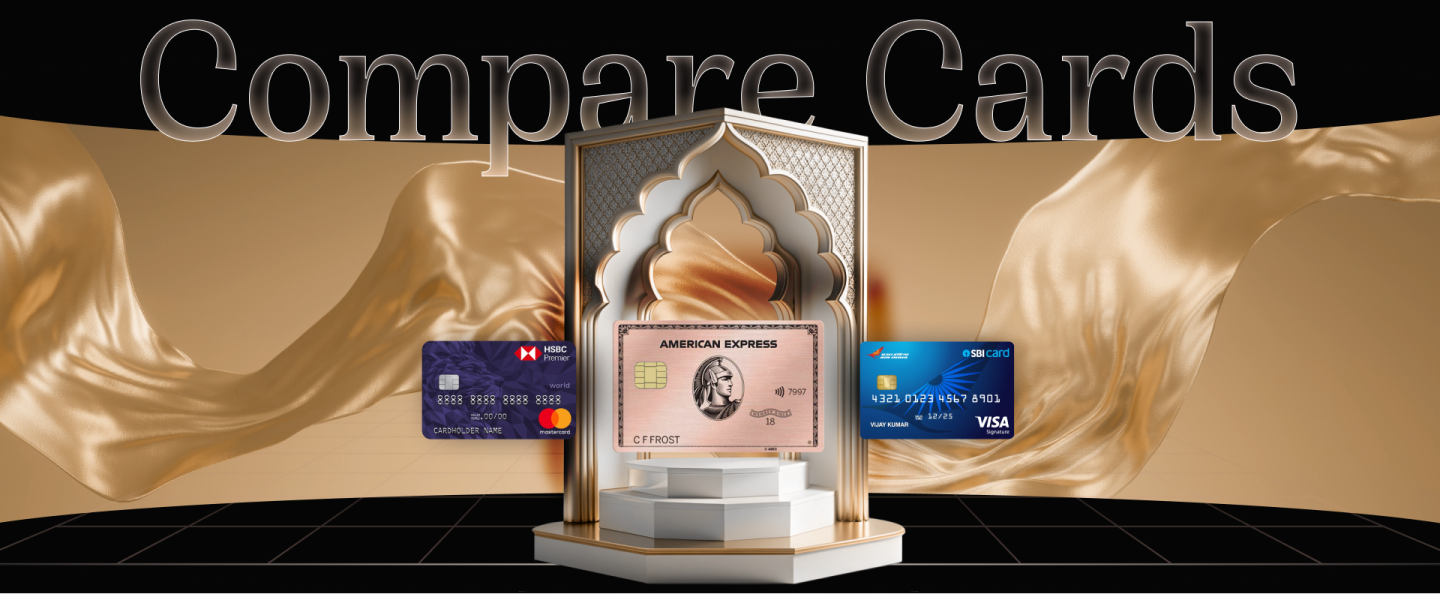 Compare Cards
HSBC
Premier
world
8888 8888 8888 8888
00/00
CARDHOLDER NAME
mastercard
AMERICAN EXPRESS
7997
18
C F FROST
SBI card
4321 0123 4567 8901
12/25
VIJAY KUMAR
VISA
Signature